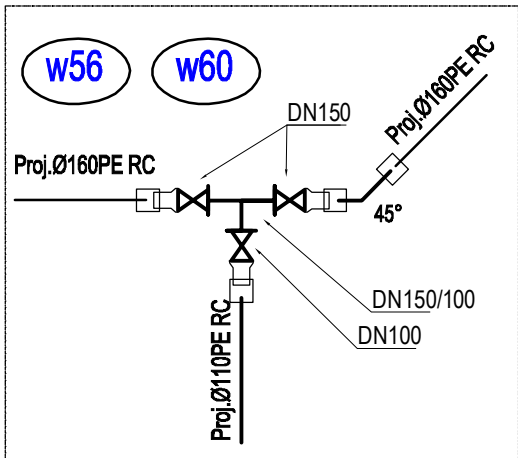 w56 w60
DN150
Proj.Ø160PE RC
Proj.Ø160PE RC
45°
DN150/100
DN100
Proj.Ø110PE RC